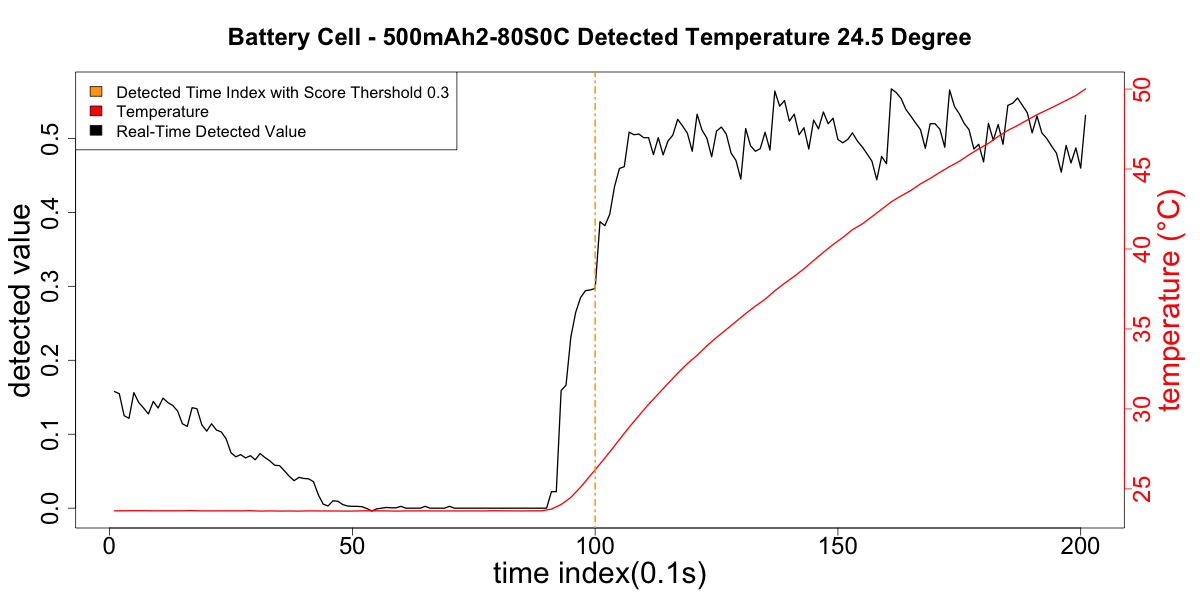 Battery Cell - 500mAh2-80S0C Detected Temperature 24.5 Degree
Detected Time Index with Score Thershold 0.3
Temperature
Real-Time Detected Value
detected value
0.0
0.1
0.2
0.3
0.4
0.5
0
50
100
150
200
time index(0.1s)
25
30
35
40
45
50
temperature (°C)